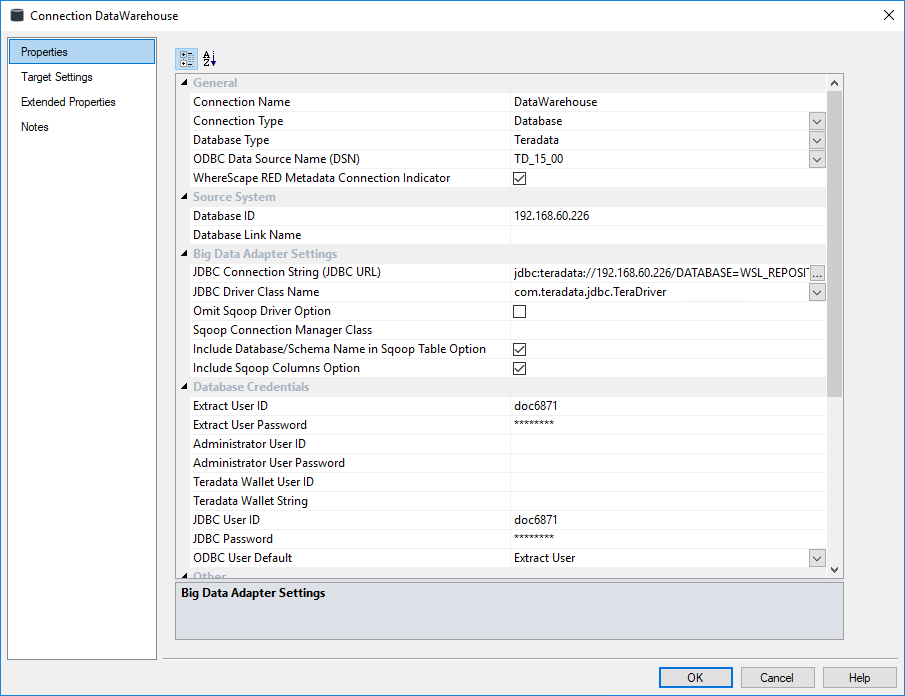 Connection DataWarehouse
Properties
Target Settings
Extended Properties
Notes
General
Connection Name DataWarehouse
Connection Type Database
Database Type Teradata
ODBC Data Source Name (DSN) TD_15_00
WhereScape RED Metadata Connection Indicator
Source System
Database ID 192.168.60.226
Database Link Name
Big Data Adapter Settings
JDBC Connection String (JDBC URL) jdbc:teradata://192.168.60.226/DATABASE=WSL_REPOSI ...
JDBC Driver Class Name com.teradata.jdbc.TeraDriver
Omit Sqoop Driver Option
Sqoop Connection Manager Class
Include Database/Schema Name in Sqoop Table Option
Include Sqoop Columns Option
Database Credentials
Extract User ID doc6871
Extract User Password ********
Administrator User ID
Administrator User Password
Teradata Wallet User ID
Teradata Wallet String
JDBC User ID doc6871
JDBC Password ********
ODBC User Default Extract User
Other
Big Data Adapter Settings
OK Cancel Help